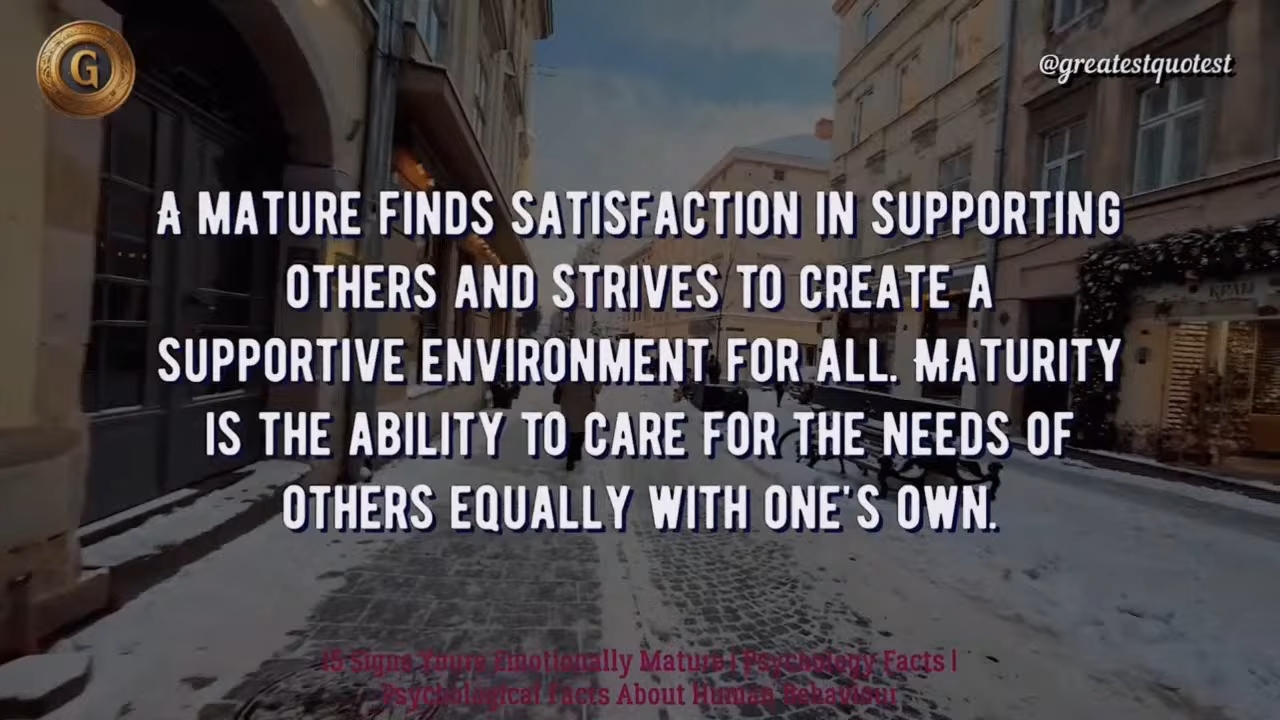 G
@greatestquotest
A MATURE FINDS SATISFACTION IN SUPPORTING
OTHERS AND STRIVES TO CREATE A
SUPPORTIVE ENVIRONMENT FOR ALL. MATURITY
IS THE ABILITY TO CARE FOR THE NEEDS OF
OTHERS EQUALLY WITH ONE'S OWN.
15 Signs Youre Emotionally Mature | Psychology Facts |
Psychological Facts About Human Behaviour